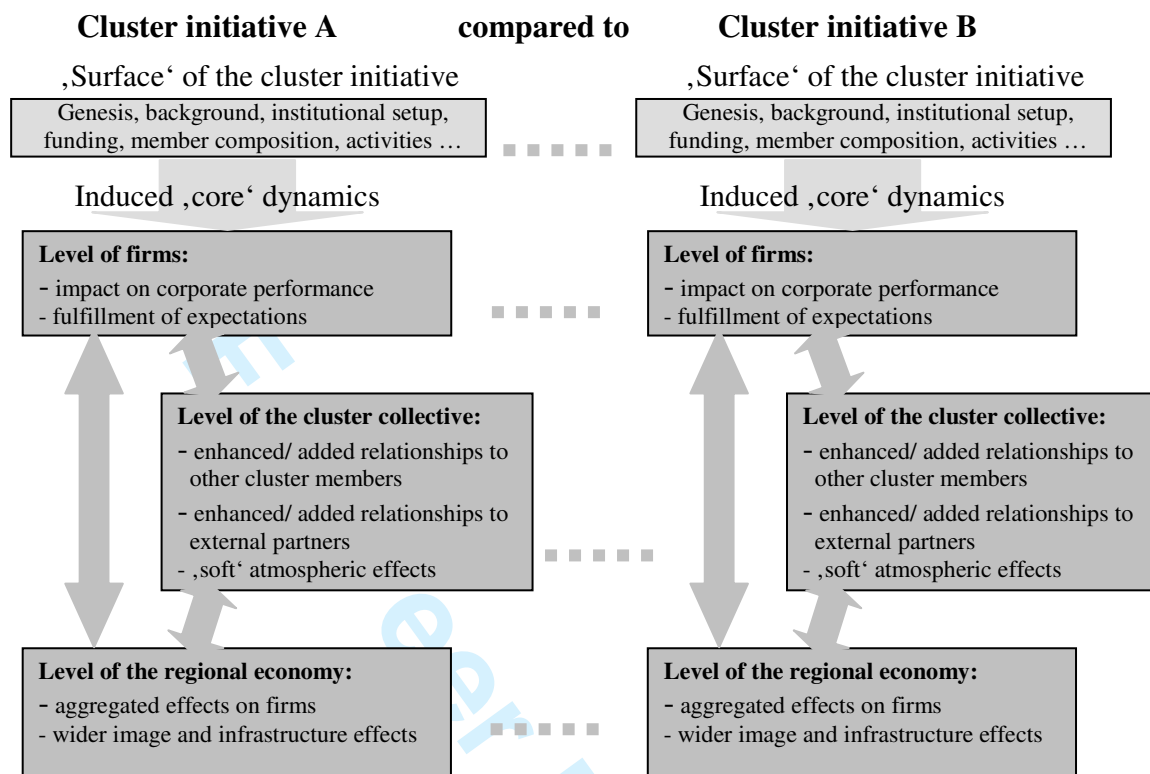 Cluster initiative A compared to Cluster initiative B
‚Surface‘ of the cluster initiative
Genesis, background, institutional setup,
funding, member composition, activities …
Induced ‚core‘ dynamics
Level of firms:
- impact on corporate performance
- fulfillment of expectations
Level of the cluster collective:
- enhanced/ added relationships to
other cluster members
- enhanced/ added relationships to
external partners
- ‚soft‘ atmospheric effects
Level of the regional economy:
- aggregated effects on firms
- wider image and infrastructure effects
‚Surface‘ of the cluster initiative
Genesis, background, institutional setup,
funding, member composition, activities …
Induced ‚core‘ dynamics
Level of firms:
- impact on corporate performance
- fulfillment of expectations
Level of the cluster collective:
- enhanced/ added relationships to
other cluster members
- enhanced/ added relationships to
external partners
- ‚soft‘ atmospheric effects
Level of the regional economy:
- aggregated effects on firms
- wider image and infrastructure effects